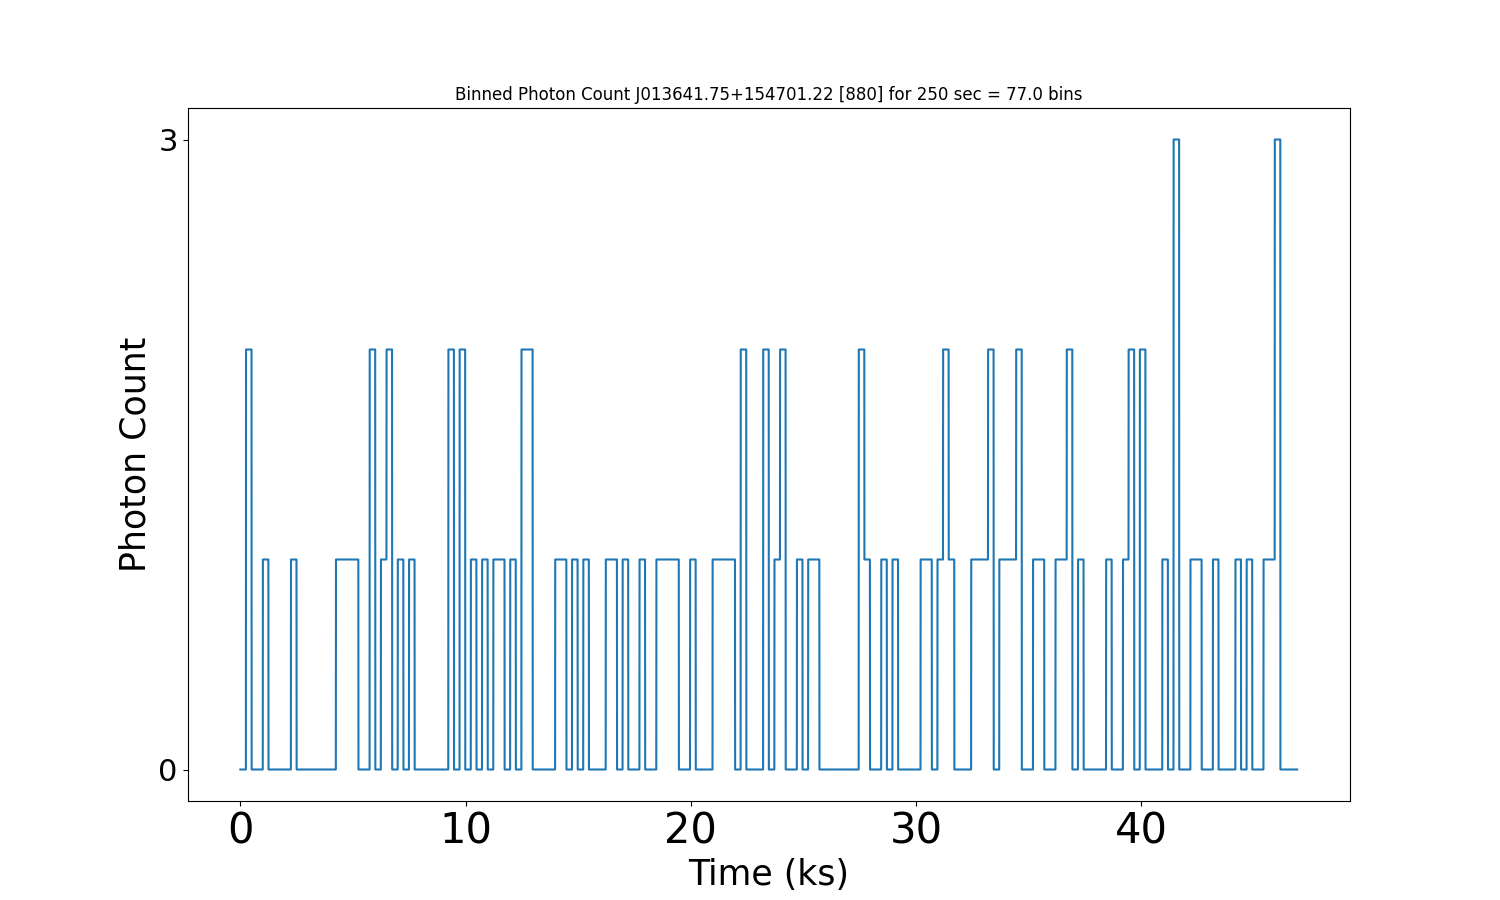 Binned Photon Count J013641.75+154701.22 [880] for 250 sec = 77.0 bins
3
Photon Count
0
0 10 20 30 40
Time (ks)